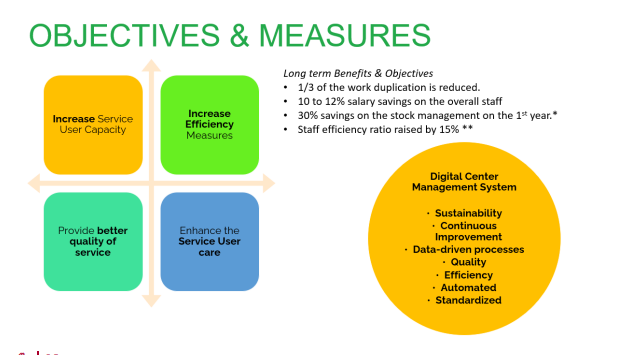 OBJECTIVES & MEASURES
Increase Service
User Capacity
Increase
Efficiency
Measures
Provide better
quality of
service
Enhance the
Service User
care
Long term Benefits & Objectives
• 1/3 of the work duplication is reduced.
• 10 to 12% salary savings on the overall staff
• 30% savings on the stock management on the 1st year.*
• Staff efficiency ratio raised by 15% **
Digital Center
Management System
• Sustainability
• Continuous
Improvement
• Data-driven processes
• Quality
• Efficiency
• Automated
• Standardized